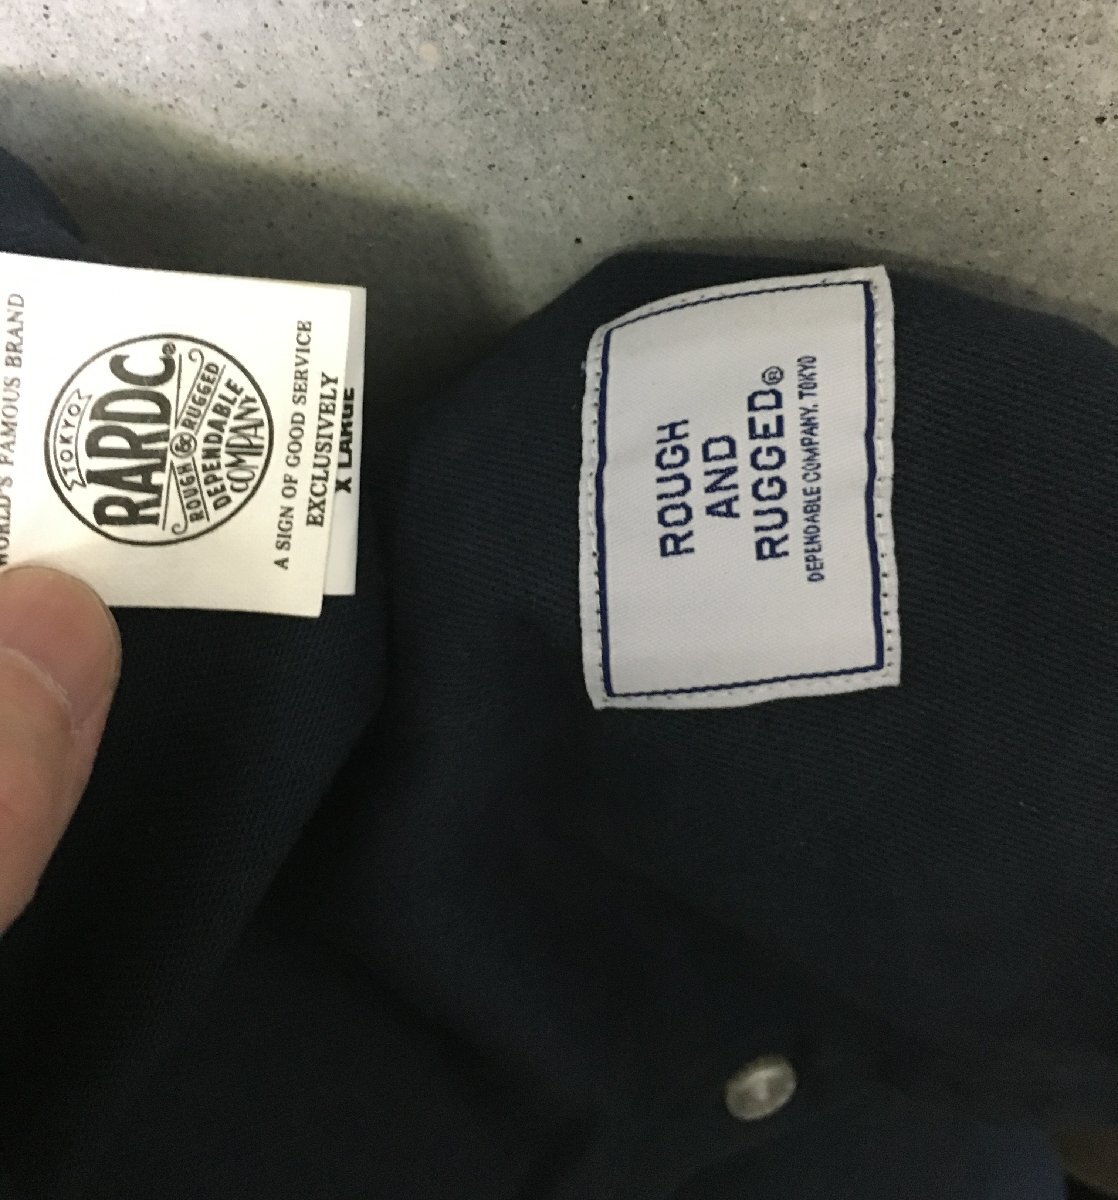 WORLD'S FAMOUS BRAND
TOKYO
RARDC®
ROUGH & RUGGED
DEPENDABLE
COMPANY
A SIGN OF GOOD SERVICE
EXCLUSIVELY
X LARGE
ROUGH
AND
RUGGED®
DEPENDABLE COMPANY, TOKYO